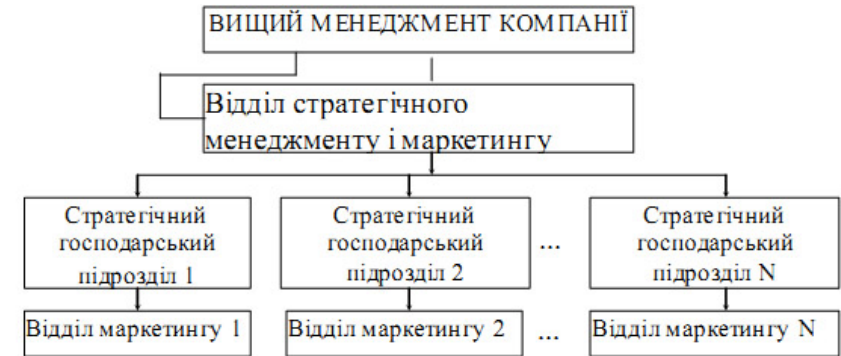 ВИЩИЙ МЕНЕДЖМЕНТ КОМПАНІЇ
Відділ стратегічного
менеджменту і маркетингу
Стратегічний
господарський
підрозділ 1
Стратегічний
господарський
підрозділ 2
...
Стратегічний
господарський
підрозділ N
Відділ маркетингу 1
Відділ маркетингу 2
...
Відділ маркетингу N